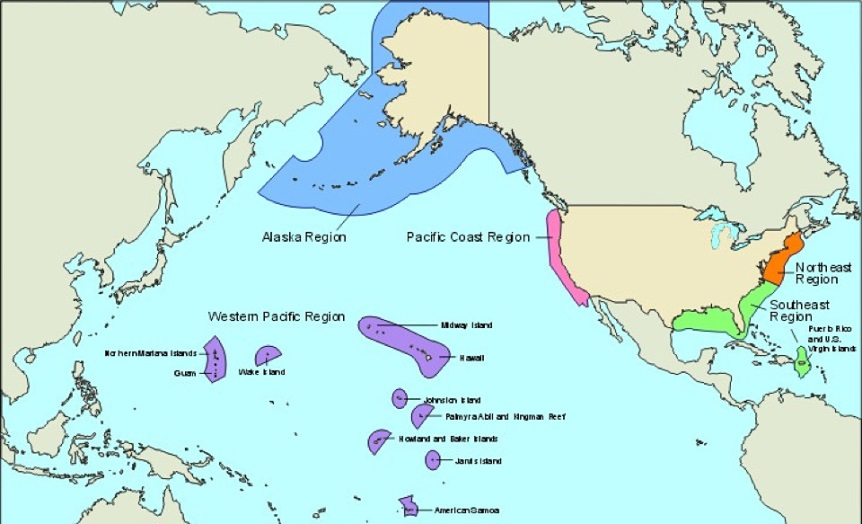 Alaska Region
Pacific Coast Region
Northeast
Region
Southeast
Region
Puerto Rico
and U.S.
Virgin Islands
Western Pacific Region
Midway Island
Northern Mariana Islands
Hawaii
Guam
Wake Island
Johnston Island
Palmyra Atoll and Kingman Reef
Howland and Baker Islands
Jarvis Island
American Samoa